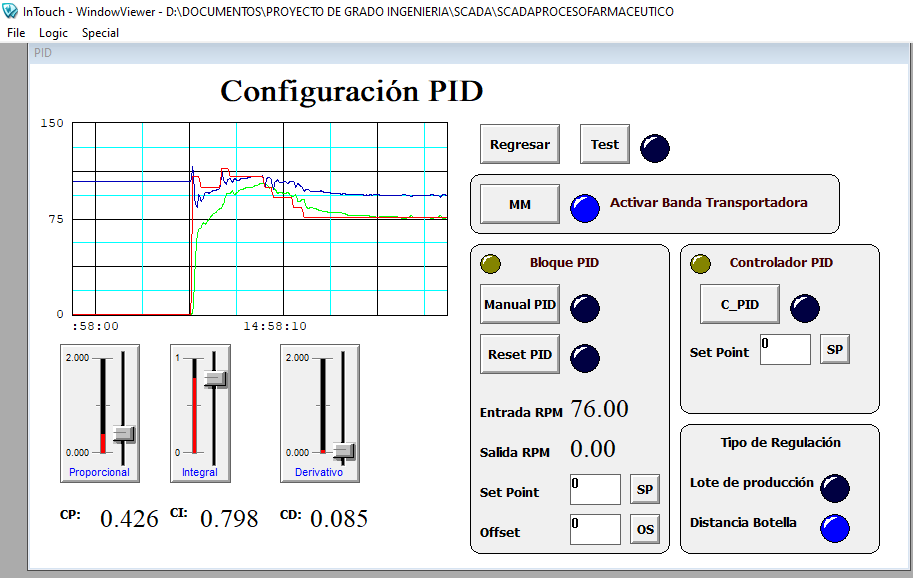 InTouch - WindowViewer - D:\DOCUMENTOS\PROYECTO DE GRADO INGENIERIA\SCADA\SCADAPROCESOFARMACEUTICO
File Logic Special
PID
Configuración PID
150
75
0
:58:00 14:58:10
Regresar Test
MM Activar Banda Transportadora
Bloque PID
Manual PID
Reset PID
Entrada RPM 76.00
Salida RPM 0.00
Set Point 0 SP
Offset 0 OS
Controlador PID
C_PID
Set Point 0 SP
Tipo de Regulación
Lote de producción
Distancia Botella
2.000
0.000
Proporcional
1
0
Integral
2.000
0.000
Derivativo
CP: 0.426 CI: 0.798 CD: 0.085